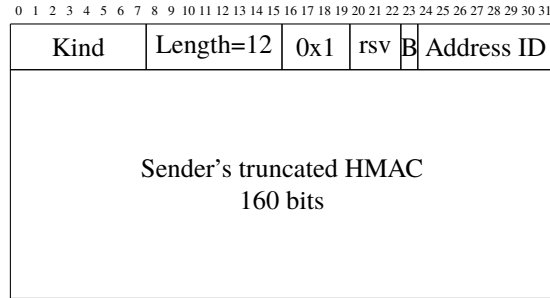 0 1 2 3 4 5 6 7 8 9 10 11 12 13 14 15 16 17 18 19 20 21 22 23 24 25 26 27 28 29 30 31
Kind Length=12 0x1 rsv B Address ID
Sender's truncated HMAC
160 bits